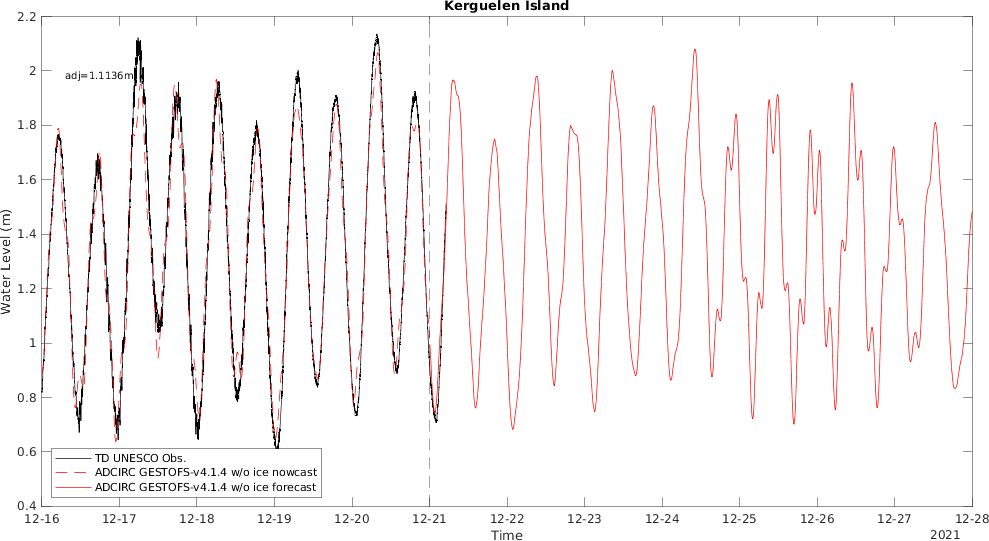 Kerguelen Island
2.2
2
1.8
1.6
1.4
1.2
1
0.8
0.6
0.4
Water Level (m)
adj=1.1136m
TD UNESCO Obs.
ADCIRC GESTOFS-v4.1.4 w/o ice nowcast
ADCIRC GESTOFS-v4.1.4 w/o ice forecast
12-16 12-17 12-18 12-19 12-20 12-21 12-22 12-23 12-24 12-25 12-26 12-27 12-28
Time
2021